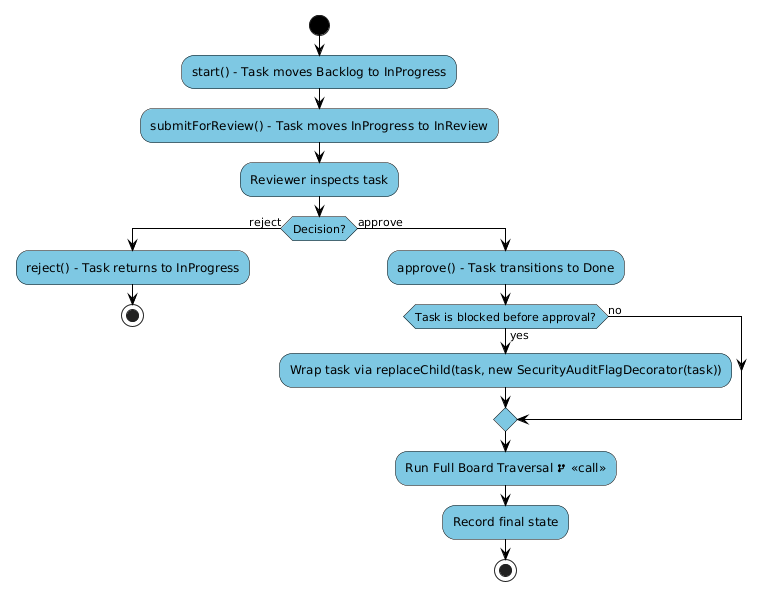 start() - Task moves Backlog to InProgress
submitForReview() - Task moves InProgress to InReview
Reviewer inspects task
reject
Decision?
approve
reject() - Task returns to InProgress
approve() - Task transitions to Done
Task is blocked before approval?
no
yes
Wrap task via replaceChild(task, new SecurityAuditFlagDecorator(task))
Run Full Board Traversal «call»
Record final state